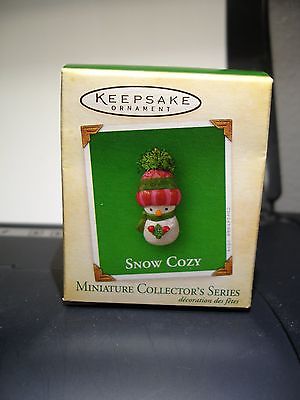 KEEPSAKE
ORNAMENT
SNOW COZY
MINIATURE COLLECTOR'S SERIES
décoration des fêtes